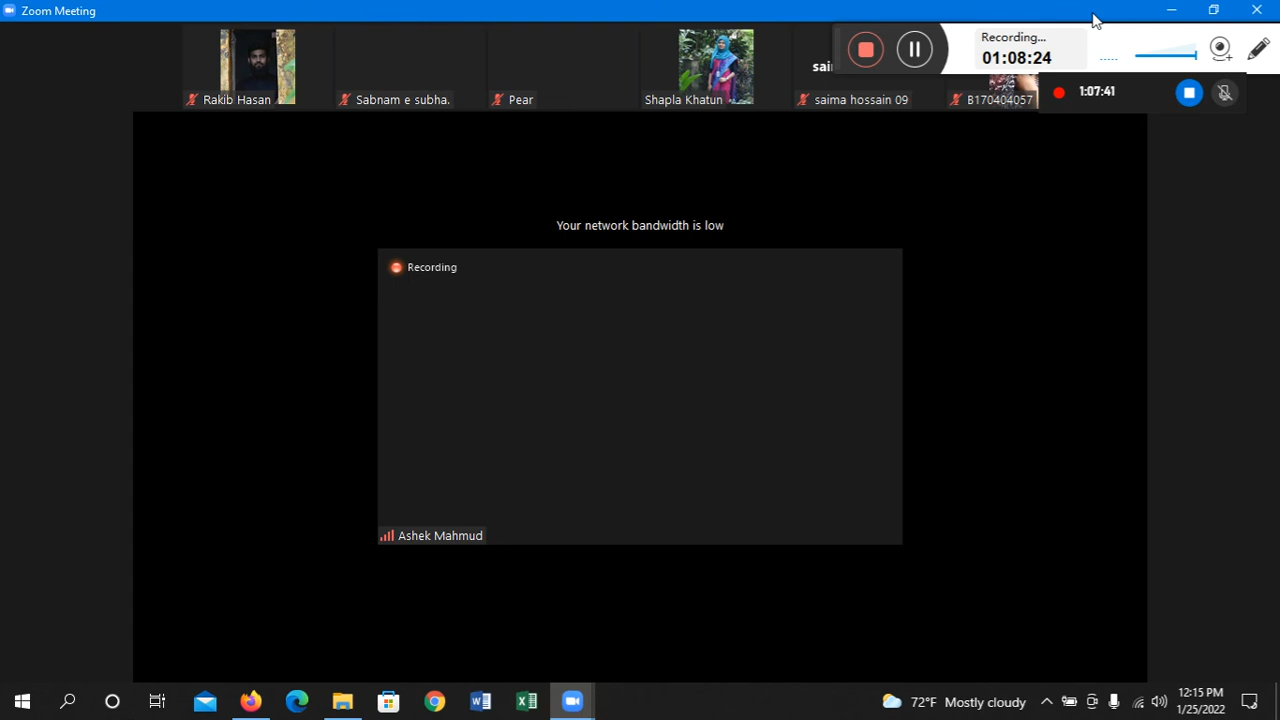 Zoom Meeting
Recording...
01:08:24
1:07:41
Rakib Hasan
Sabnam e subha.
Pear
Shapla Khatun
saima hossain 09
B170404057
Your network bandwidth is low
Recording
Ashek Mahmud
72°F Mostly cloudy
12:15 PM
1/25/2022